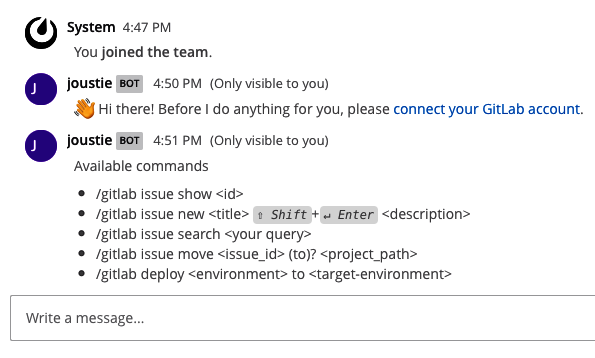 System 4:47 PM
You joined the team.
J joustie BOT 4:50 PM (Only visible to you)
👋 Hi there! Before I do anything for you, please connect your GitLab account.
J joustie BOT 4:51 PM (Only visible to you)
Available commands
• /gitlab issue show <id>
• /gitlab issue new <title> ⇧ Shift+↵ Enter <description>
• /gitlab issue search <your query>
• /gitlab issue move <issue_id> (to)? <project_path>
• /gitlab deploy <environment> to <target-environment>
Write a message...